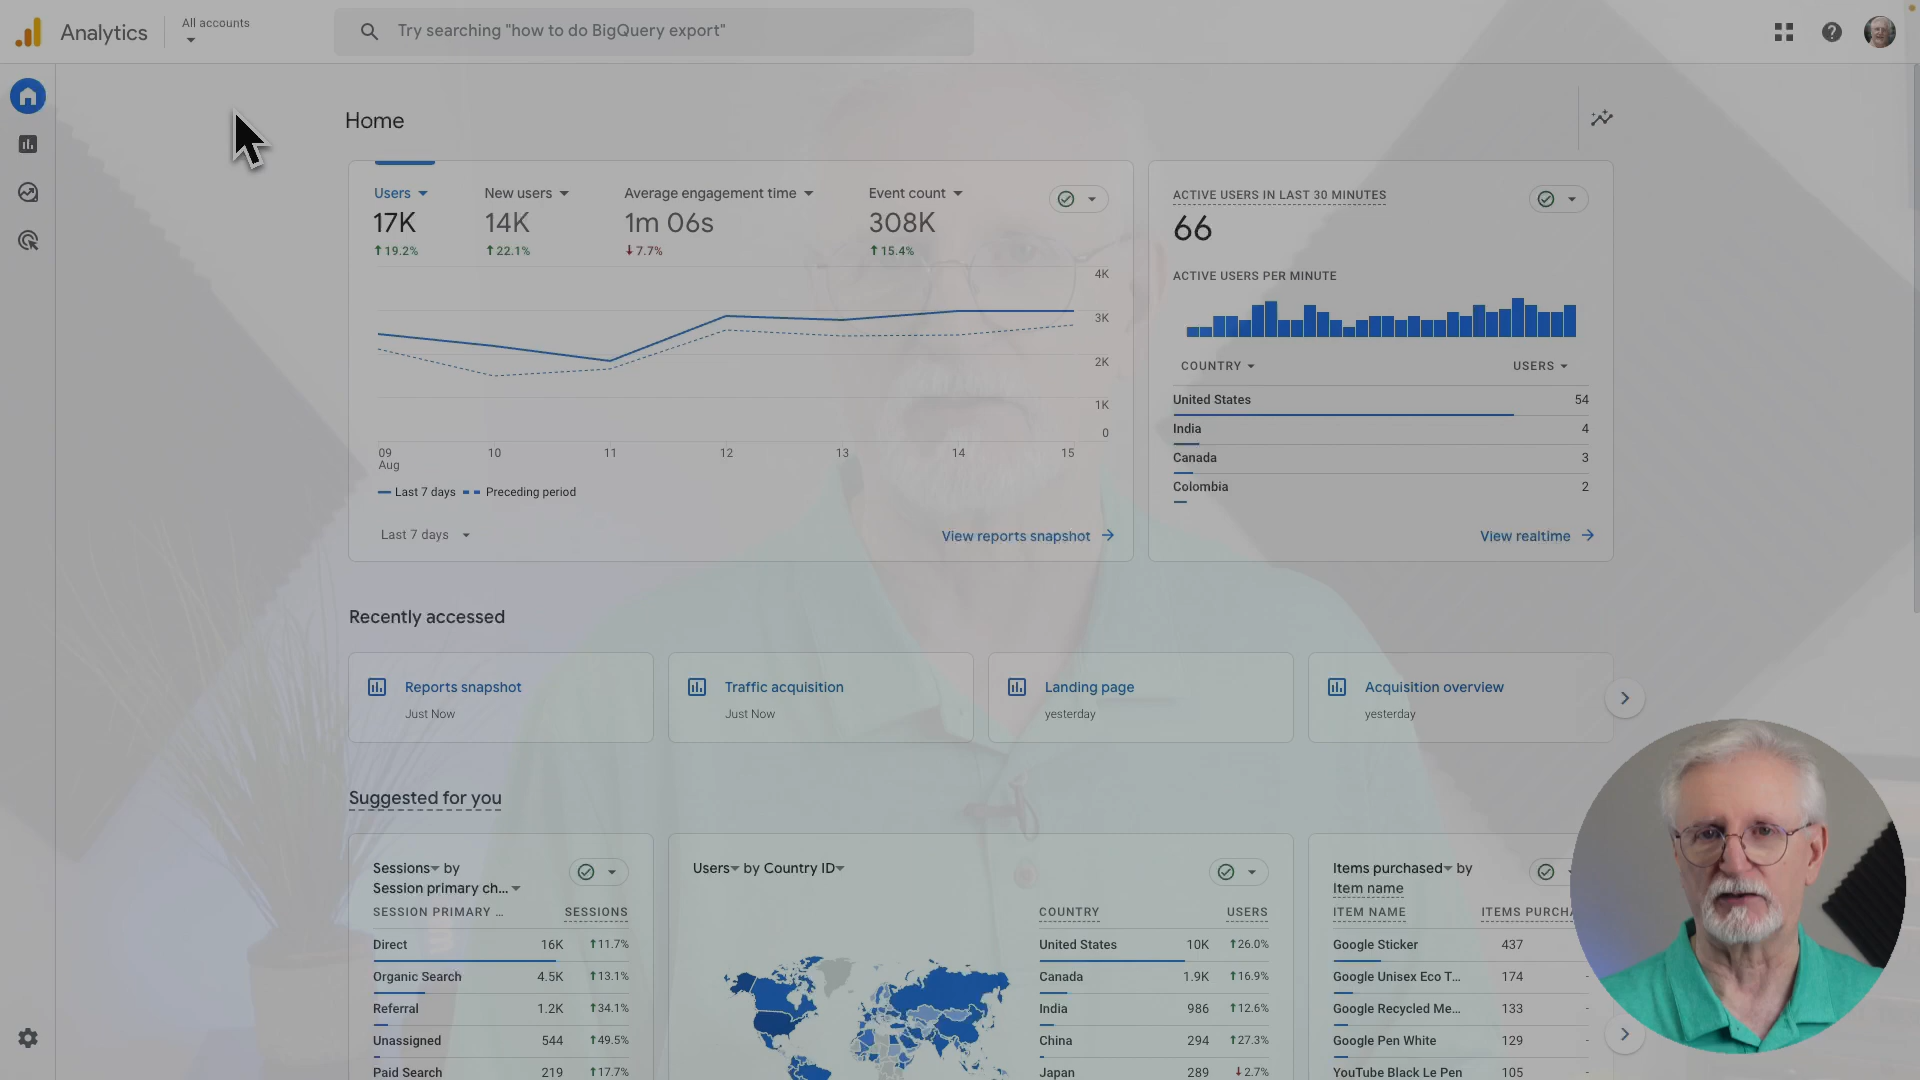 Analytics
All accounts
Try searching "how to do BigQuery export"
Home
Users
17K
19.2%
New users
14K
22.1%
Average engagement time
1m 06s
7.7%
Event count
308K
15.4%
4K
3K
2K
1K
0
09
Aug
10
11
12
13
14
15
Last 7 days
Preceding period
Last 7 days
View reports snapshot
ACTIVE USERS IN LAST 30 MINUTES
66
ACTIVE USERS PER MINUTE
COUNTRY
USERS
United States 54
India 4
Canada 3
Colombia 2
View realtime
Recently accessed
Reports snapshot
Just Now
Traffic acquisition
Just Now
Landing page
yesterday
Acquisition overview
yesterday
Suggested for you
Sessions by
Session primary ch...
SESSION PRIMARY ...
SESSIONS
Direct 16K 11.7%
Organic Search 4.5K 13.1%
Referral 1.2K 34.1%
Unassigned 544 49.5%
Paid Search 219 17.7%
Users by Country ID
COUNTRY
USERS
United States 10K 26.0%
Canada 1.9K 16.9%
India 986 12.6%
China 294 27.3%
Japan 289 2.7%
Items purchased by
Item name
ITEM NAME
ITEMS PURCHA
Google Sticker 437 -
Google Unisex Eco T... 174 -
Google Recycled Me... 133 -
Google Pen White 129 -
YouTube Black Le Pen 105 -